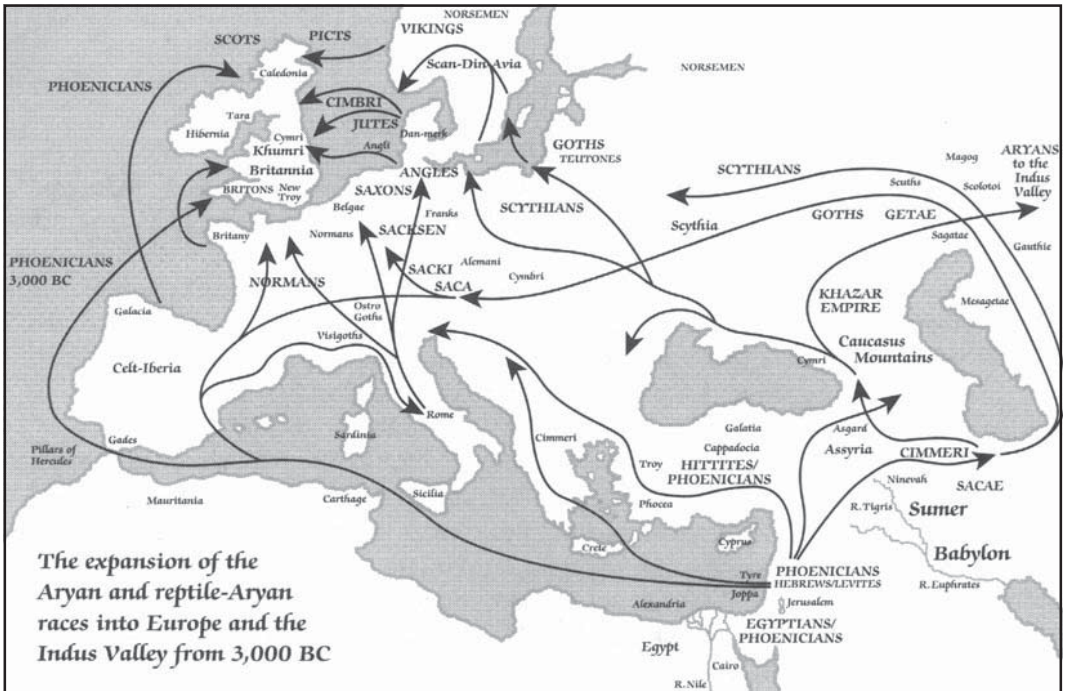 NORSEMEN
VIKINGS
SCOTS
PICTS
Scan-Din-Avia
NORSEMEN
Caledonia
PHOENICIANS
CIMBRI
Tara
JUTES
Hibernia
Dan-merk
Cymri
Angli
Khumri
GOTHS
TEUTONES
Britannia
ANGLES
BRITONS
New
Troy
SAXONS
Belgae
Franks
SCYTHIANS
SCYTHIANS
Magog
ARYANS
to the
Indus
Valley
Scuths
Scolotoi
GOTHS
GETAE
Scythia
Sagatae
Gauthie
Britany
Normans
SACKSEN
Alemani
Cymbri
SACKI
SACA
PHOENICIANS
3,000 BC
NORMANS
Galacia
Ostro
Goths
Visigoths
KHAZAR
EMPIRE
Mesagetae
Caucasus
Mountains
Cymri
Celt-Iberia
Rome
Sardinia
Galatia
Asgard
Cappadocia
Assyria
Cimmeri
CIMMERI
Pillars of
Hercules
Gades
Troy
HITTITES/
PHOENICIANS
Ninevah
SACAE
Mauritania
Carthage
Sicilia
Phocea
R. Tigris
Sumer
Crete
Cyprus
Babylon
The expansion of the
Aryan and reptile-Aryan
races into Europe and the
Indus Valley from 3,000 BC
Tyre
PHOENICIANS
HEBREWS/LEVITES
Joppa
R. Euphrates
Alexandria
Jerusalem
EGYPTIANS/
PHOENICIANS
Egypt
Cairo
R. Nile